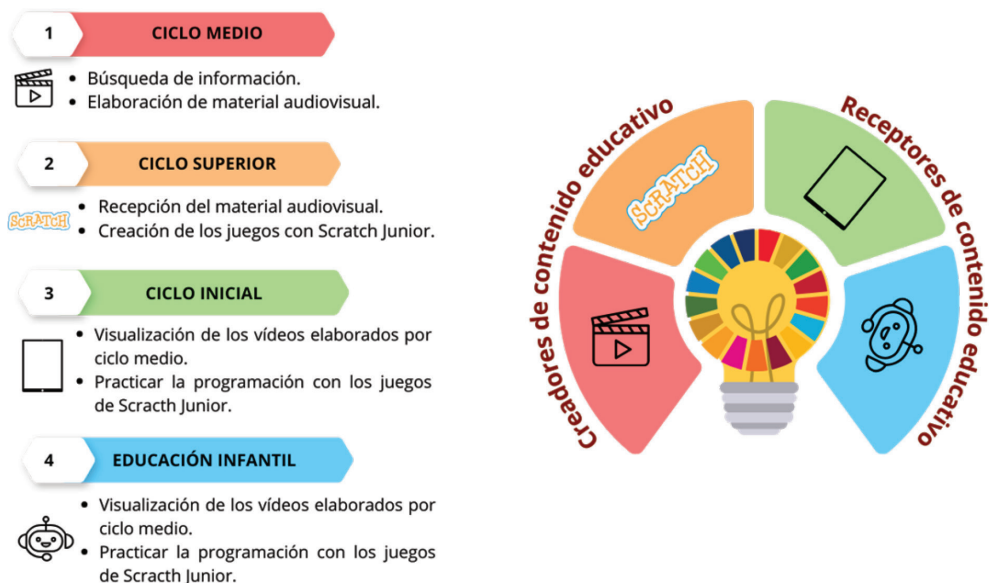 1 CICLO MEDIO
• Búsqueda de información.
• Elaboración de material audiovisual.
2 CICLO SUPERIOR
SCRATCH
• Recepción del material audiovisual.
• Creación de los juegos con Scratch Junior.
3 CICLO INICIAL
• Visualización de los vídeos elaborados por
ciclo medio.
• Practicar la programación con los juegos
de Scracth Junior.
4 EDUCACIÓN INFANTIL
• Visualización de los vídeos elaborados por
ciclo medio.
• Practicar la programación con los juegos
de Scracth Junior.
Creadores de contenido educativo
SCRATCH
Receptores de contenido educativo